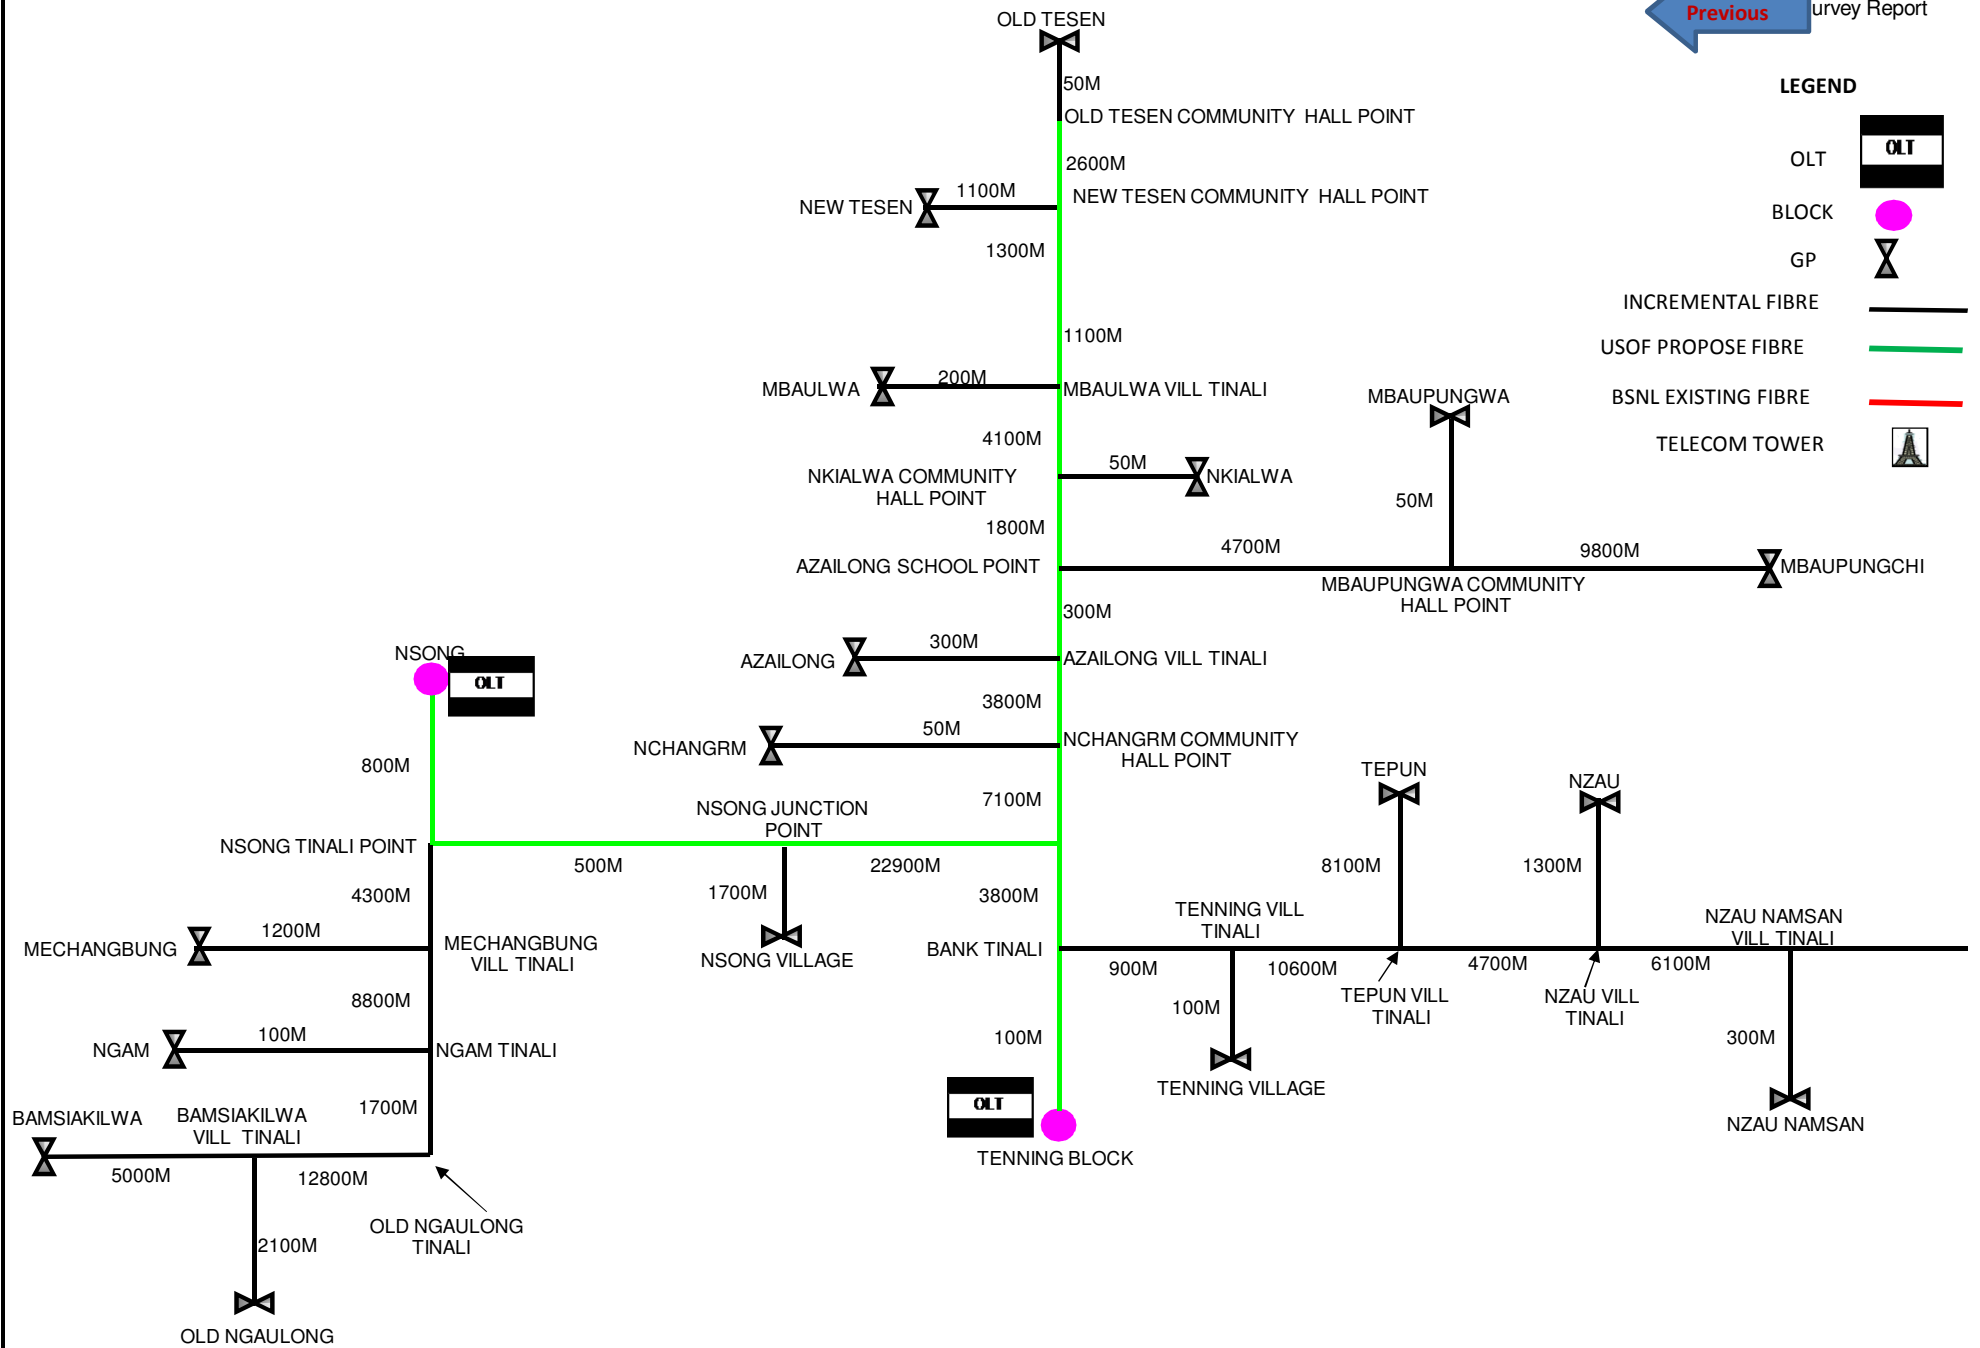 OLD TESEN
Previous
urvey Report
50M
LEGEND
OLD TESEN COMMUNITY HALL POINT
OLT
OLT
2600M
1100M
NEW TESEN COMMUNITY HALL POINT
NEW TESEN
BLOCK
1300M
GP
INCREMENTAL FIBRE
1100M
USOF PROPOSE FIBRE
200M
MBAULWA
MBAULWA VILL TINALI
MBAUPUNGWA
BSNL EXISTING FIBRE
4100M
TELECOM TOWER
50M
NKIALWA COMMUNITY
HALL POINT
NKIALWA
50M
1800M
4700M
9800M
AZAILONG SCHOOL POINT
MBAUPUNGCHI
MBAUPUNGWA COMMUNITY
HALL POINT
300M
300M
NSONG
AZAILONG
AZAILONG VILL TINALI
OLT
3800M
50M
NCHANGRM
NCHANGRM COMMUNITY
HALL POINT
800M
TEPUN
NZAU
NSONG JUNCTION
POINT
7100M
NSONG TINALI POINT
500M
22900M
8100M
1300M
4300M
1700M
3800M
TENNING VILL
TINALI
NZAU NAMSAN
VILL TINALI
1200M
MECHANGBUNG
MECHANGBUNG
VILL TINALI
NSONG VILLAGE
BANK TINALI
900M
10600M
4700M
6100M
8800M
100M
TEPUN VILL
TINALI
NZAU VILL
TINALI
100M
NGAM
NGAM TINALI
100M
300M
OLT
TENNING VILLAGE
1700M
BAMSIAKILWA
BAMSIAKILWA
VILL TINALI
NZAU NAMSAN
TENNING BLOCK
5000M
12800M
OLD NGAULONG
TINALI
2100M
OLD NGAULONG